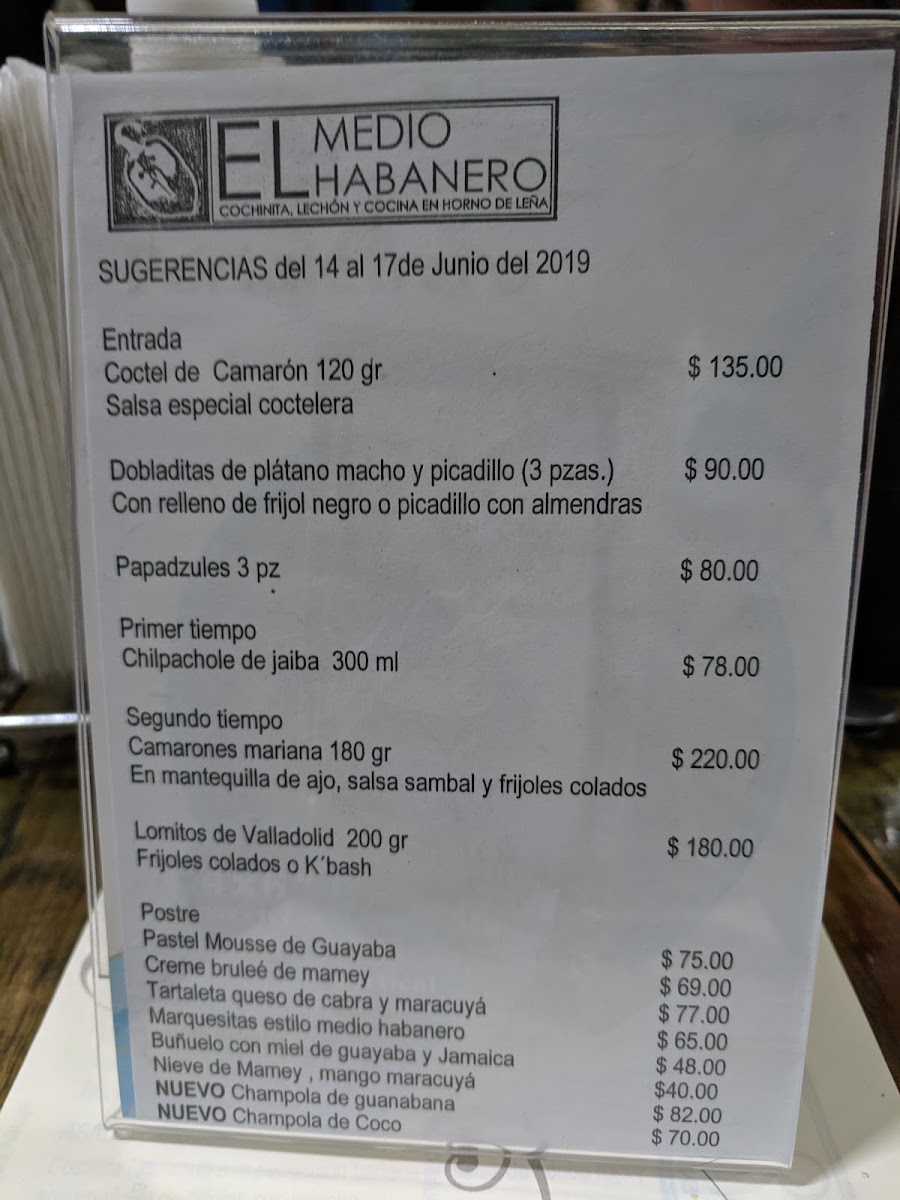 EL MEDIO HABANERO
COCHINITA, LECHÓN Y COCINA EN HORNO DE LEÑA
SUGERENCIAS del 14 al 17de Junio del 2019
Entrada
Coctel de Camarón 120 gr $ 135.00
Salsa especial coctelera
Dobladitas de plátano macho y picadillo (3 pzas.) $ 90.00
Con relleno de frijol negro o picadillo con almendras
Papadzules 3 pz $ 80.00
Primer tiempo
Chilpachole de jaiba 300 ml $ 78.00
Segundo tiempo
Camarones mariana 180 gr $ 220.00
En mantequilla de ajo, salsa sambal y frijoles colados
Lomitos de Valladolid 200 gr $ 180.00
Frijoles colados o K´bash
Postre
Pastel Mousse de Guayaba $ 75.00
Creme bruleé de mamey $ 69.00
Tartaleta queso de cabra y maracuyá $ 77.00
Marquesitas estilo medio habanero $ 65.00
Buñuelo con miel de guayaba y Jamaica $ 48.00
Nieve de Mamey , mango maracuyá $40.00
NUEVO Champola de guanabana $ 82.00
NUEVO Champola de Coco $ 70.00